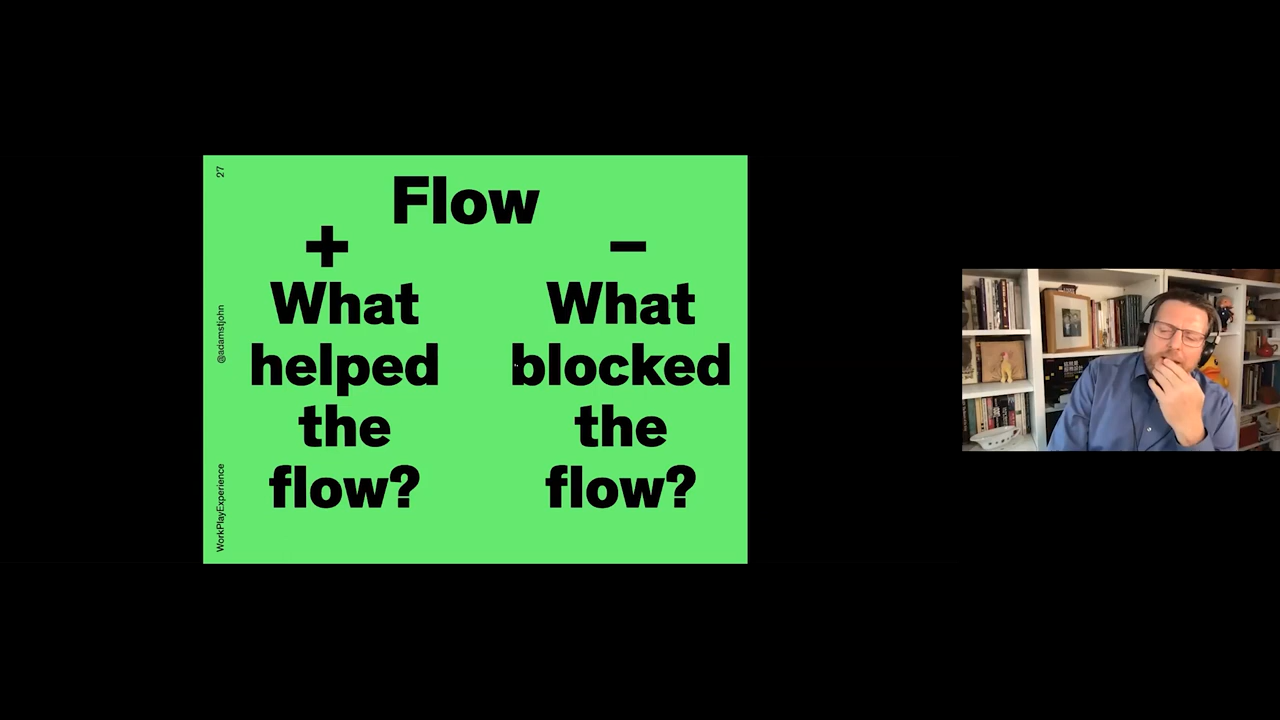 27
@adamstjohn
WorkPlayExperience
Flow
+
What
helped
the
flow?
–
What
blocked
the
flow?